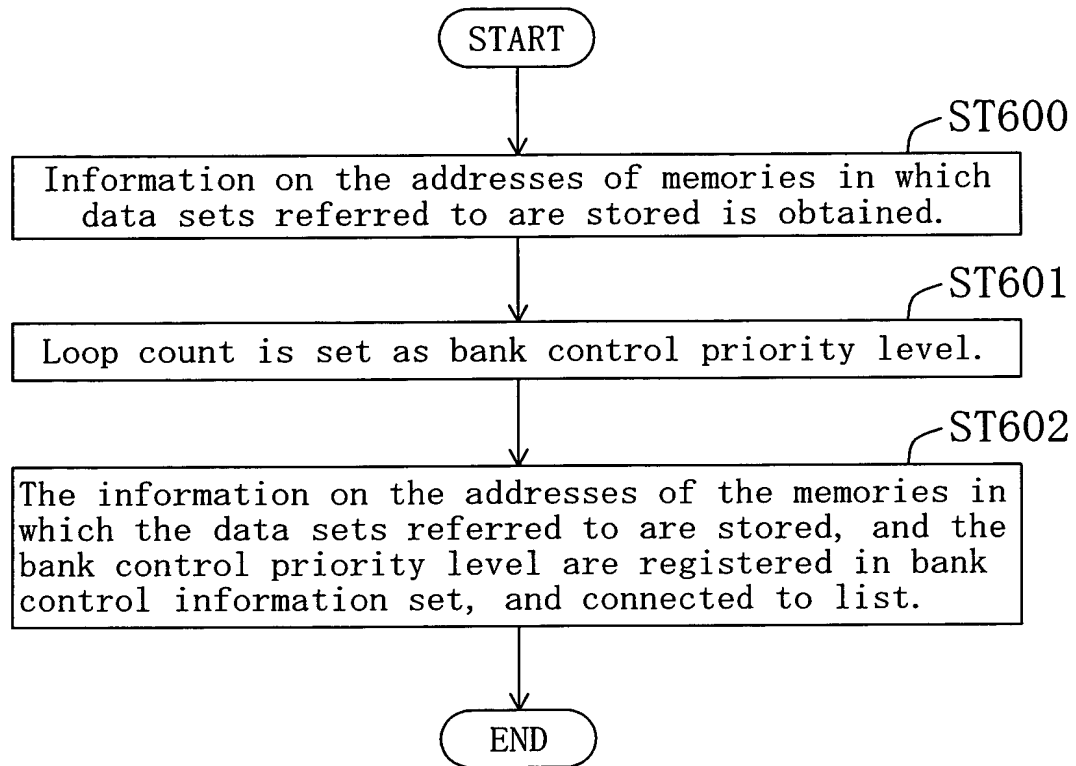 START
ST600
Information on the addresses of memories in which
data sets referred to are stored is obtained.
ST601
Loop count is set as bank control priority level.
ST602
The information on the addresses of the memories in
which the data sets referred to are stored, and the
bank control priority level are registered in bank
control information set, and connected to list.
END